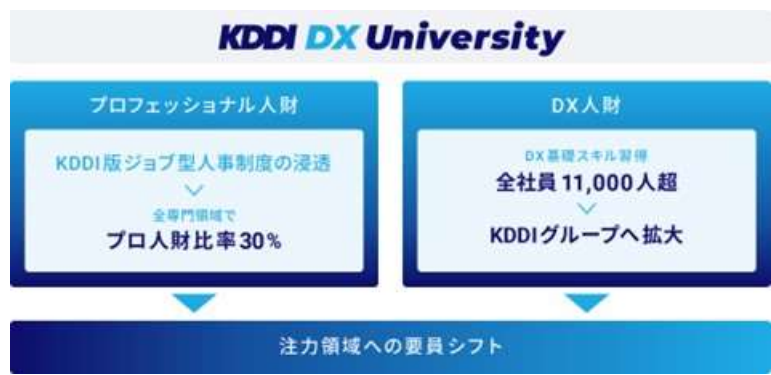 KDDI DX University
プロフェッショナル人財
KDDI版ジョブ型人事制度の浸透
全専門領域で
プロ人財比率30%
DX人財
DX基礎スキル習得
全社員11,000人超
KDDIグループへ拡大
注力領域への要員シフト